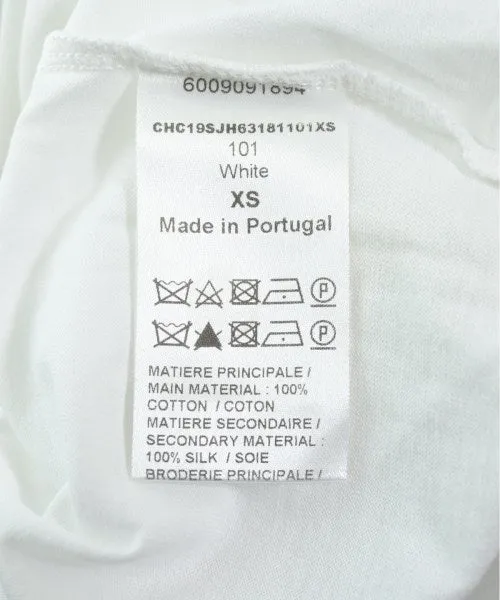 6009091894
CHC19SJH63181101XS
101
White
XS
Made in Portugal
P
P
MATIERE PRINCIPALE /
MAIN MATERIAL : 100%
COTTON / COTON
MATIERE SECONDAIRE /
SECONDARY MATERIAL :
100% SILK / SOIE
BRODERIE PRINCIPALE /